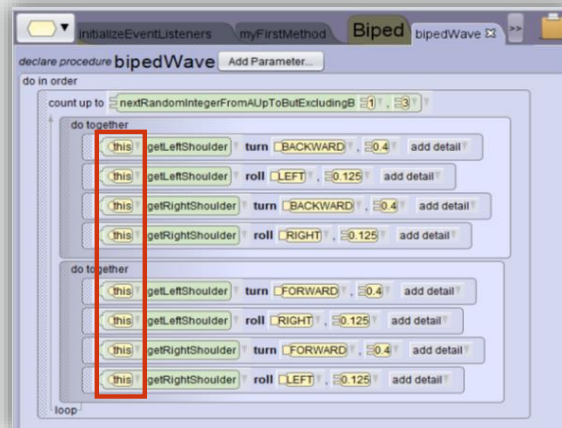 initializeEventListeners myFirstMethod Biped bipedWave >>
declare procedure bipedWave Add Parameter...
do in order
count up to nextRandomIntegerFromAUpToButExcludingB 1 , 3
do together
this getLeftShoulder turn BACKWARD , 0.4 add detail
this getLeftShoulder roll LEFT , 0.125 add detail
this getRightShoulder turn BACKWARD , 0.4 add detail
this getRightShoulder roll RIGHT , 0.125 add detail
do together
this getLeftShoulder turn FORWARD , 0.4 add detail
this getLeftShoulder roll RIGHT , 0.125 add detail
this getRightShoulder turn FORWARD , 0.4 add detail
this getRightShoulder roll LEFT , 0.125 add detail
loop